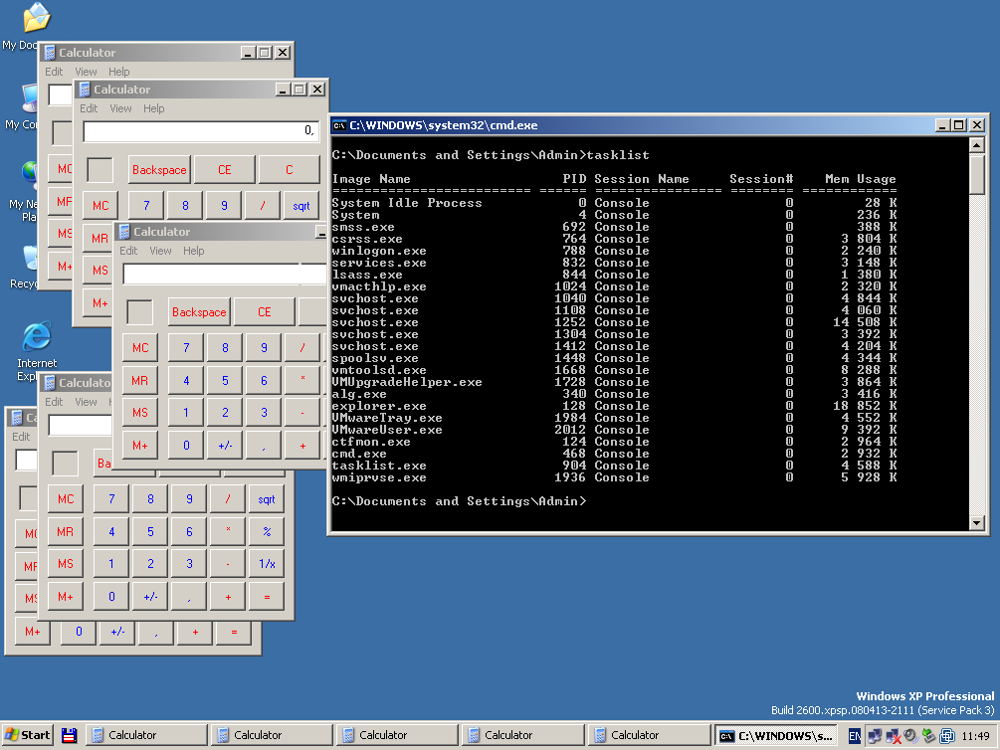 My Doc
My Co
My Ne
Pla
Recyc
Internet
Exp
Calculator
Edit View Help
MC
MR
MS
M+
Calculator
Edit View Help
0,
Backspace CE C
MC 7 8 9 / sqrt
MR
MS
M+
Calculator
Edit View Help
Backspace CE
MC 7 8 9 /
MR 4 5 6 *
MS 1 2 3 -
M+ 0 +/- , +
Calculato
Edit View H
Ba
MC 7 8 9 / sqrt
MR 4 5 6 * %
MS 1 2 3 - 1/x
M+ 0 +/- , + =
Ca
Edit
MC
MR
MS
M+ 0 +/- , + =
C:\WINDOWS\system32\cmd.exe
C:\Documents and Settings\Admin>tasklist
Image Name PID Session Name Session# Mem Usage
========================= ====== ================ ======== ============
System Idle Process 0 Console 0 28 K
System 4 Console 0 236 K
smss.exe 692 Console 0 388 K
csrss.exe 764 Console 0 3 804 K
winlogon.exe 788 Console 0 2 240 K
services.exe 832 Console 0 3 148 K
lsass.exe 844 Console 0 1 380 K
vmacthlp.exe 1024 Console 0 2 320 K
svchost.exe 1040 Console 0 4 844 K
svchost.exe 1108 Console 0 4 060 K
svchost.exe 1252 Console 0 14 508 K
svchost.exe 1304 Console 0 3 392 K
svchost.exe 1412 Console 0 4 204 K
spoolsv.exe 1448 Console 0 4 344 K
vmtoolsd.exe 1668 Console 0 8 288 K
VMUpgradeHelper.exe 1728 Console 0 3 864 K
alg.exe 340 Console 0 3 416 K
explorer.exe 128 Console 0 18 852 K
VMwareTray.exe 1984 Console 0 4 552 K
VMwareUser.exe 2012 Console 0 9 392 K
ctfmon.exe 124 Console 0 2 964 K
cmd.exe 468 Console 0 2 932 K
tasklist.exe 904 Console 0 4 588 K
wmiprvse.exe 1936 Console 0 5 928 K
C:\Documents and Settings\Admin>
Windows XP Professional
Build 2600.xpsp.080413-2111 (Service Pack 3)
Start Calculator Calculator Calculator Calculator Calculator C:\WINDOWS\s... EN 11:49